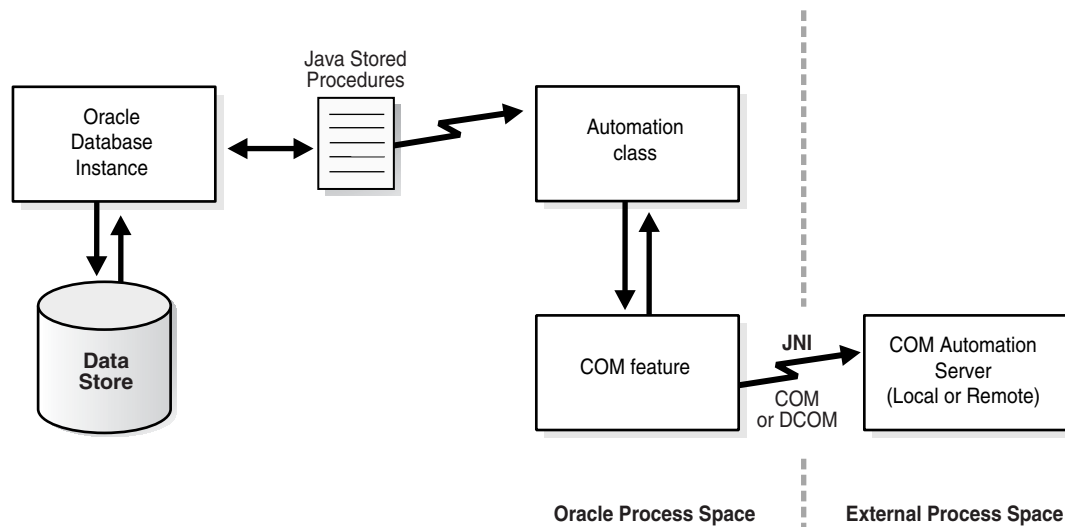 Java Stored
Procedures
Oracle
Database
Instance
Automation
class
Data
Store
COM feature
JNI
COM
or DCOM
COM Automation
Server
(Local or Remote)
Oracle Process Space
External Process Space